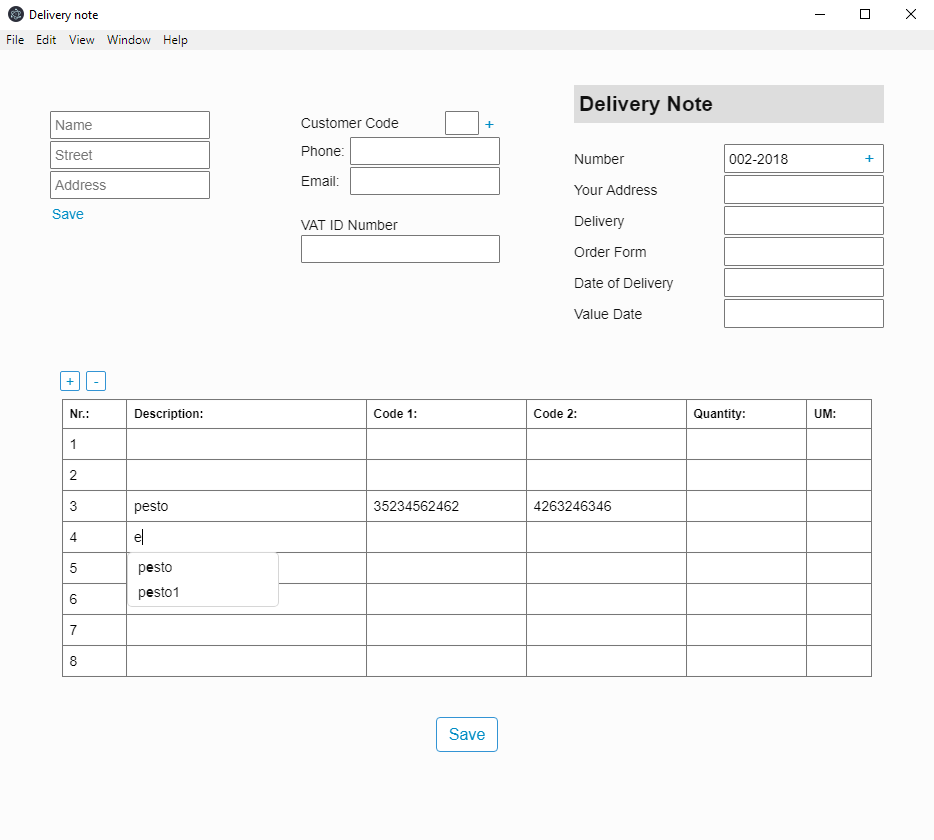 Delivery note
File Edit View Window Help
Name
Street
Address
Save
Customer Code +
Phone:
Email:
VAT ID Number
Delivery Note
Number 002-2018 +
Your Address
Delivery
Order Form
Date of Delivery
Value Date
+ -
Nr.: Description: Code 1: Code 2: Quantity: UM:
1
2
3 pesto 35234562462 4263246346
4 e
5 pesto
6 pesto1
7
8
Save